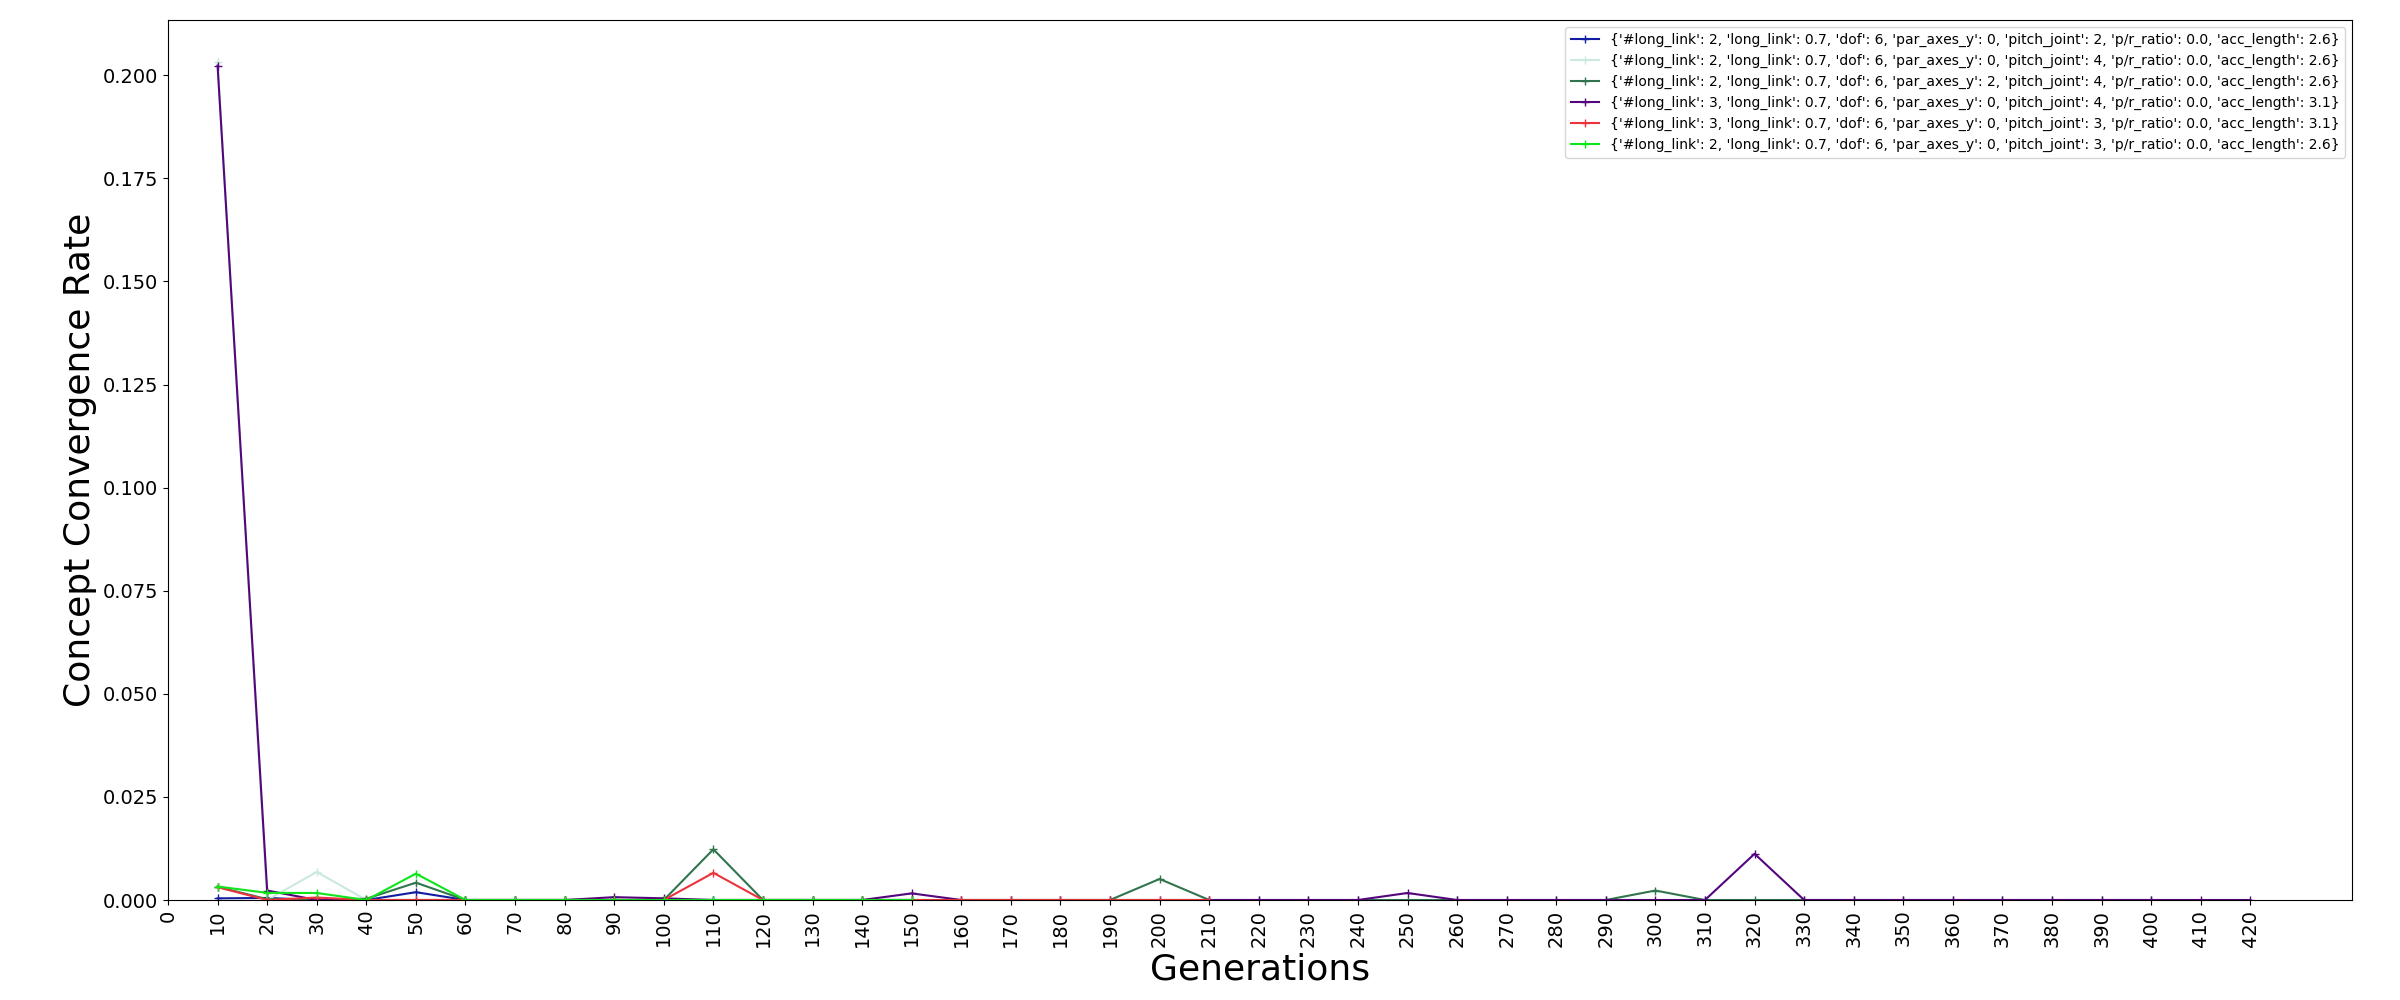 {'#long_link': 2, 'long_link': 0.7, 'dof': 6, 'par_axes_y': 0, 'pitch_joint': 2, 'p/r_ratio': 0.0, 'acc_length': 2.6}
{'#long_link': 2, 'long_link': 0.7, 'dof': 6, 'par_axes_y': 0, 'pitch_joint': 4, 'p/r_ratio': 0.0, 'acc_length': 2.6}
{'#long_link': 2, 'long_link': 0.7, 'dof': 6, 'par_axes_y': 2, 'pitch_joint': 4, 'p/r_ratio': 0.0, 'acc_length': 2.6}
{'#long_link': 3, 'long_link': 0.7, 'dof': 6, 'par_axes_y': 0, 'pitch_joint': 4, 'p/r_ratio': 0.0, 'acc_length': 3.1}
{'#long_link': 3, 'long_link': 0.7, 'dof': 6, 'par_axes_y': 0, 'pitch_joint': 3, 'p/r_ratio': 0.0, 'acc_length': 3.1}
{'#long_link': 2, 'long_link': 0.7, 'dof': 6, 'par_axes_y': 0, 'pitch_joint': 3, 'p/r_ratio': 0.0, 'acc_length': 2.6}
Concept Convergence Rate
0.200
0.175
0.150
0.125
0.100
0.075
0.050
0.025
0.000
0 10 20 30 40 50 60 70 80 90 100 110 120 130 140 150 160 170 180 190 200 210 220 230 240 250 260 270 280 290 300 310 320 330 340 350 360 370 380 390 400 410 420
Generations